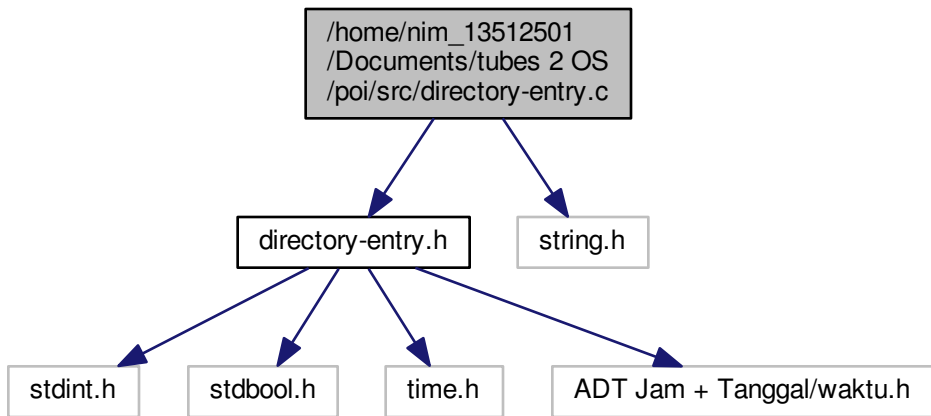 /home/nim_13512501
/Documents/tubes 2 OS
/poi/src/directory-entry.c
directory-entry.h
string.h
stdint.h
stdbool.h
time.h
ADT Jam + Tanggal/waktu.h